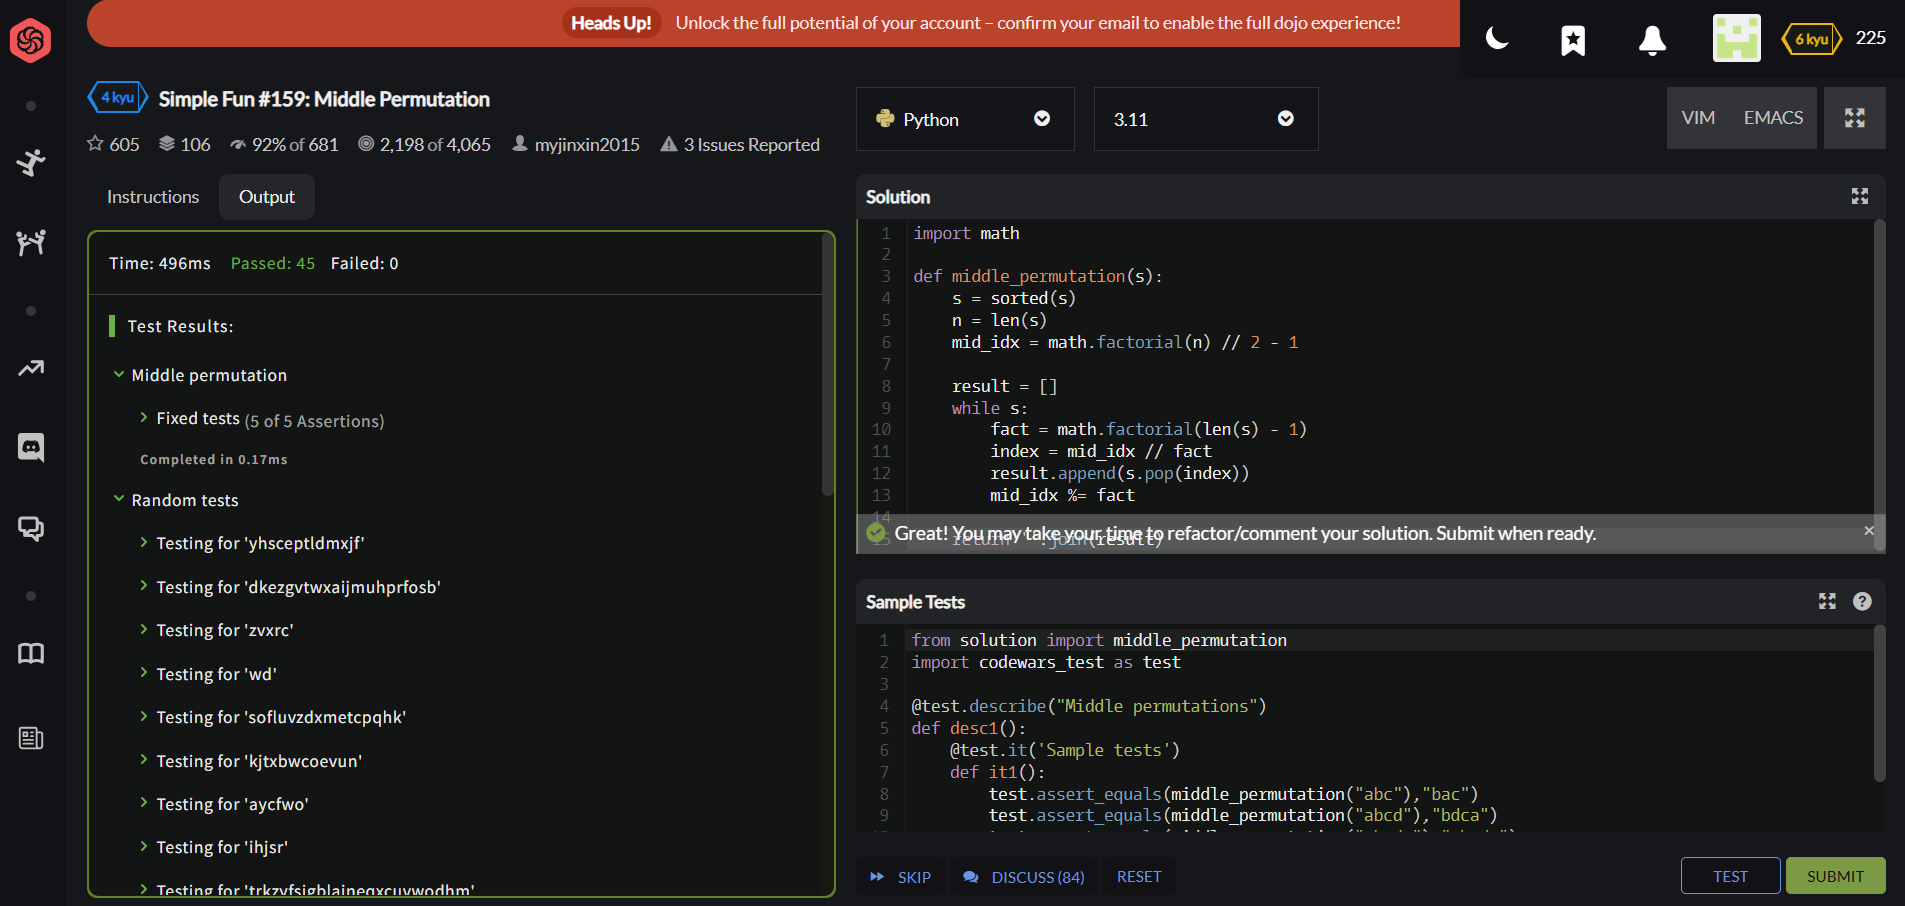 Heads Up! Unlock the full potential of your account – confirm your email to enable the full dojo experience!
6 kyu 225
4 kyu Simple Fun #159: Middle Permutation
605 106 92% of 681 2,198 of 4,065 myjinxin2015 3 Issues Reported
Python
3.11
VIM EMACS
Instructions Output
Time: 496ms Passed: 45 Failed: 0
Test Results:
Middle permutation
Fixed tests (5 of 5 Assertions)
Completed in 0.17ms
Random tests
Testing for 'yhsceptldmxjf'
Testing for 'dkezgvtwxaijmuhprfosb'
Testing for 'zvxrc'
Testing for 'wd'
Testing for 'sofluvzdxmetcpqhk'
Testing for 'kjtxbwcoevun'
Testing for 'aycfwo'
Testing for 'ihjsr'
Testing for
Solution
1 import math
2
3 def middle_permutation(s):
4 s = sorted(s)
5 n = len(s)
6 mid_idx = math.factorial(n) // 2 - 1
7
8 result = []
9 while s:
10 fact = math.factorial(len(s) - 1)
11 index = mid_idx // fact
12 result.append(s.pop(index))
13 mid_idx %= fact
14
Great! You may take your time to refactor/comment your solution. Submit when ready.
15 return ''.join(result)
Sample Tests
1 from solution import middle_permutation
2 import codewars_test as test
3
4 @test.describe("Middle permutations")
5 def desc1():
6 @test.it('Sample tests')
7 def it1():
8 test.assert_equals(middle_permutation("abc"),"bac")
9 test.assert_equals(middle_permutation("abcd"),"bdca")
SKIP DISCUSS (84) RESET
TEST SUBMIT